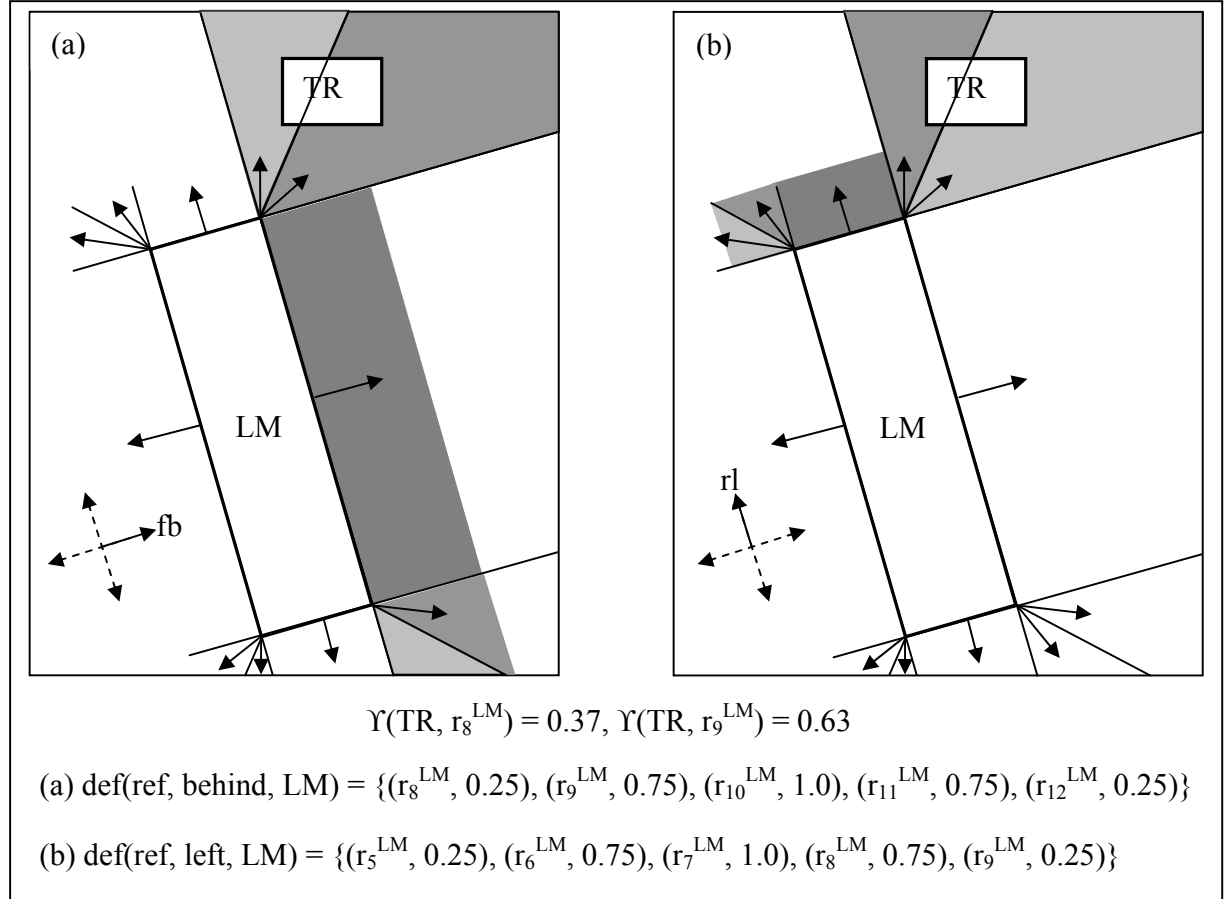 (a)
TR
LM
fb
(b)
TR
LM
rl
ϒ(TR, r₈ᴸᴹ) = 0.37, ϒ(TR, r₉ᴸᴹ) = 0.63
(a) def(ref, behind, LM) = {(r₈ᴸᴹ, 0.25), (r₉ᴸᴹ, 0.75), (r₁₀ᴸᴹ, 1.0), (r₁₁ᴸᴹ, 0.75), (r₁₂ᴸᴹ, 0.25)}
(b) def(ref, left, LM) = {(r₅ᴸᴹ, 0.25), (r₆ᴸᴹ, 0.75), (r₇ᴸᴹ, 1.0), (r₈ᴸᴹ, 0.75), (r₉ᴸᴹ, 0.25)}